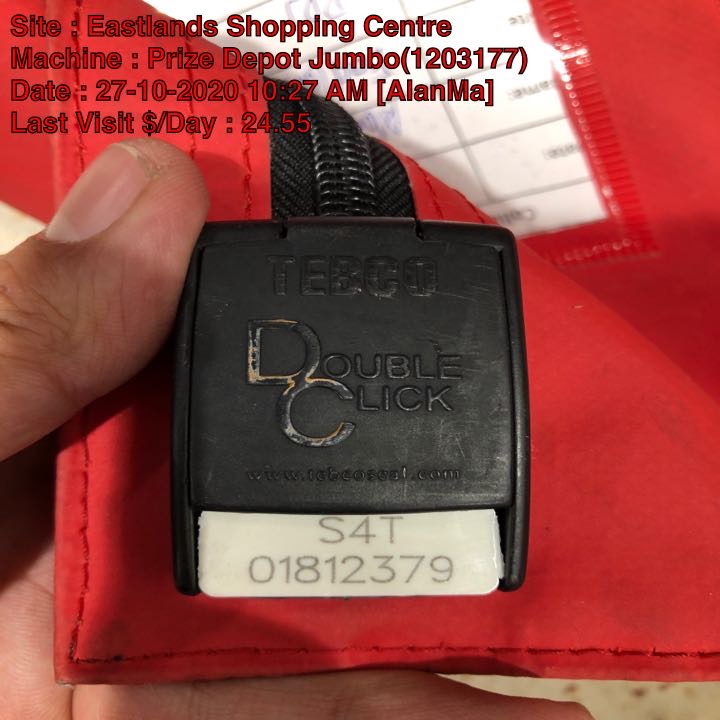 Site : Eastlands Shopping Centre
Machine : Prize Depot Jumbo(1203177)
Date : 27-10-2020 10:27 AM [AlanMa]
Last Visit $/Day : 24.55
TEBCO
DOUBLE
CLICK
www.tebcoseal.com
S4T
01812379